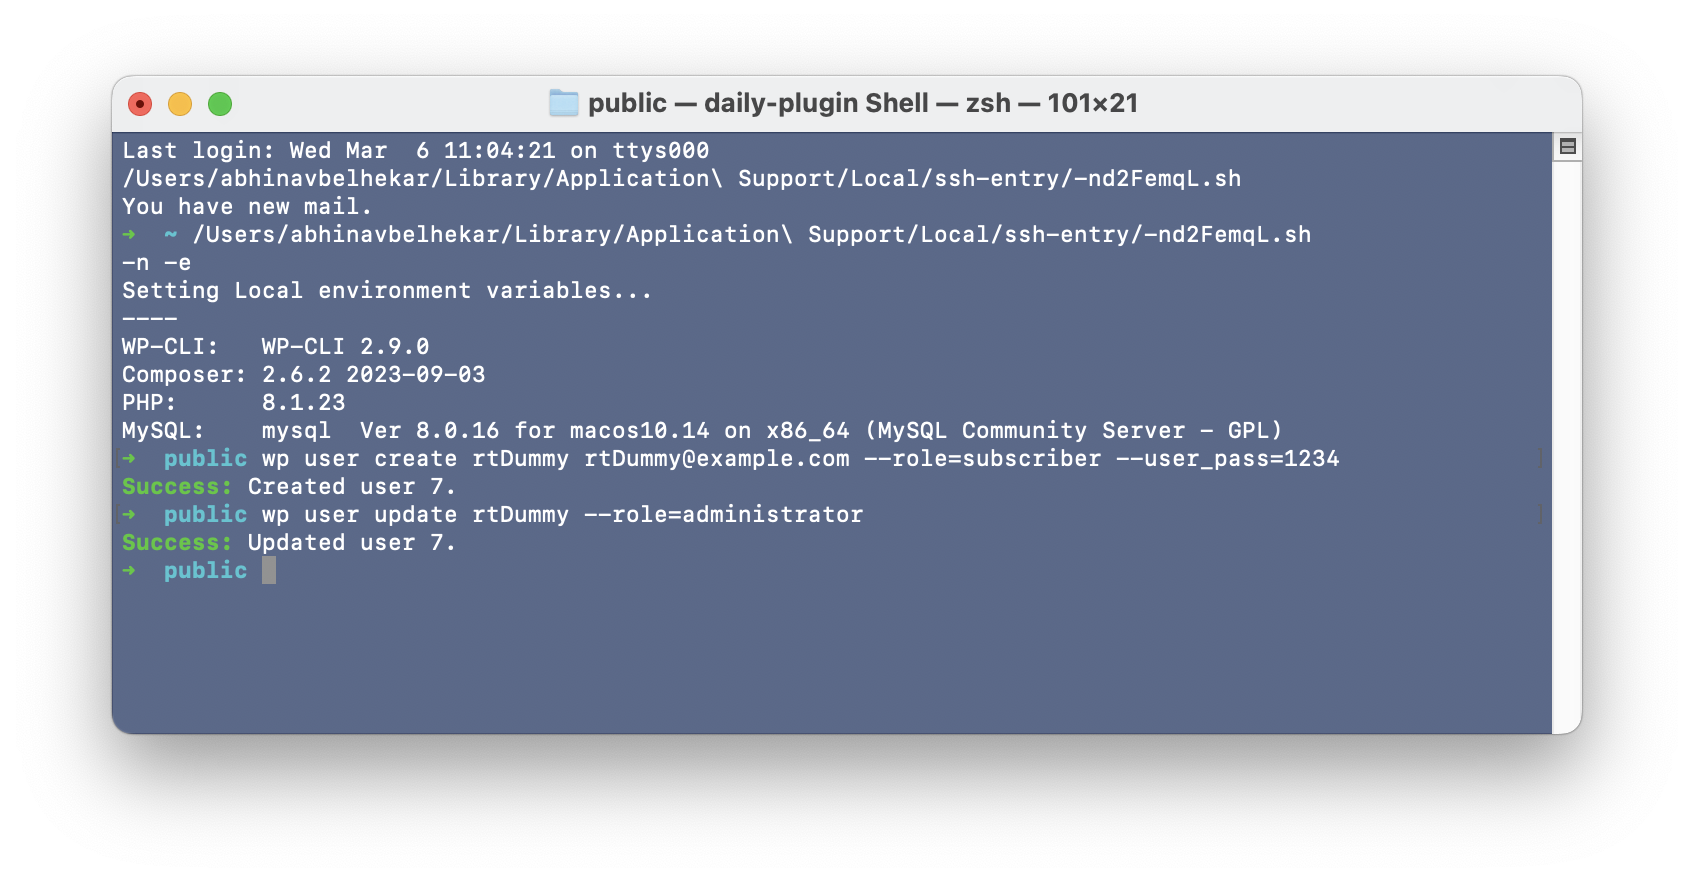 public — daily-plugin Shell — zsh — 101×21
Last login: Wed Mar  6 11:04:21 on ttys000
/Users/abhinavbelhekar/Library/Application\ Support/Local/ssh-entry/-nd2FemqL.sh
You have new mail.
➜  ~ /Users/abhinavbelhekar/Library/Application\ Support/Local/ssh-entry/-nd2FemqL.sh
-n -e
Setting Local environment variables...
----
WP-CLI:   WP-CLI 2.9.0
Composer: 2.6.2 2023-09-03
PHP:      8.1.23
MySQL:    mysql  Ver 8.0.16 for macos10.14 on x86_64 (MySQL Community Server - GPL)
➜  public wp user create rtDummy rtDummy@example.com --role=subscriber --user_pass=1234
Success: Created user 7.
➜  public wp user update rtDummy --role=administrator
Success: Updated user 7.
➜  public